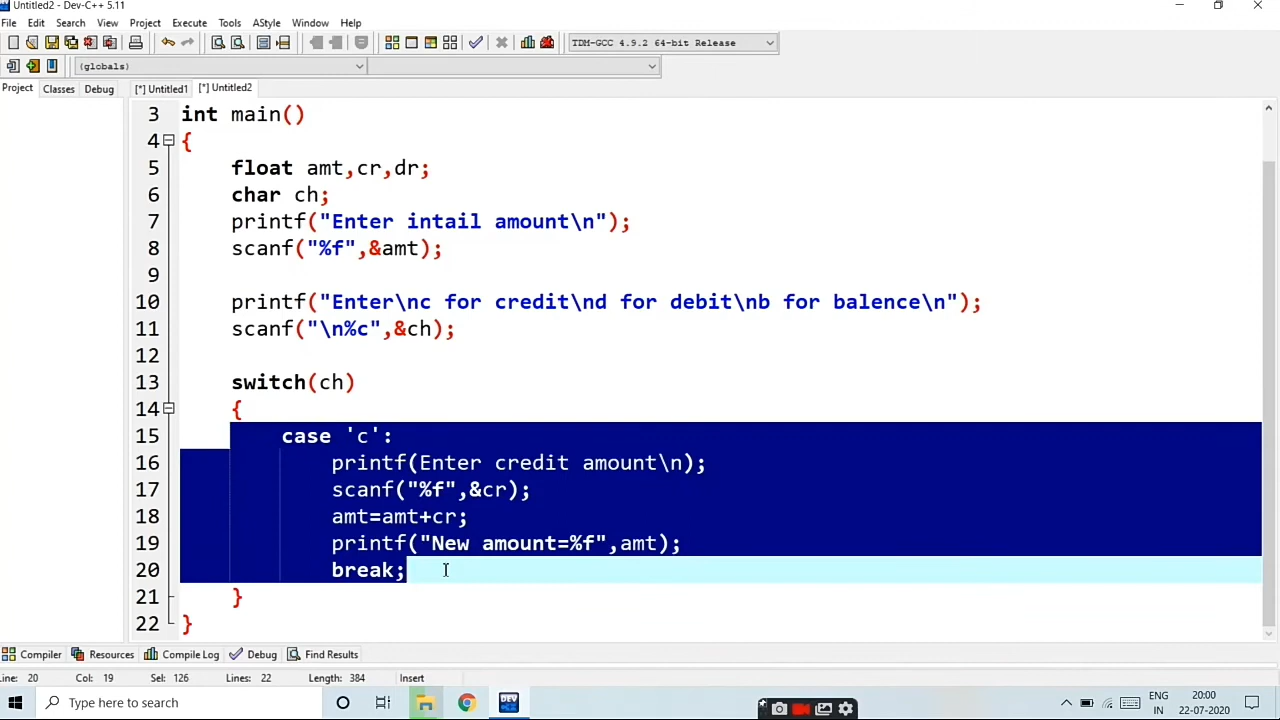 Untitled2 - Dev-C++ 5.11
File Edit Search View Project Execute Tools AStyle Window Help
TDM-GCC 4.9.2 64-bit Release
(globals)
Project Classes Debug [*] Untitled1 [*] Untitled2
3 int main()
4 {
5 float amt,cr,dr;
6 char ch;
7 printf("Enter intail amount\n");
8 scanf("%f",&amt);
9
10 printf("Enter\nc for credit\nd for debit\nb for balence\n");
11 scanf("\n%c",&ch);
12
13 switch(ch)
14 {
15 case 'c':
16 printf(Enter credit amount\n);
17 scanf("%f",&cr);
18 amt=amt+cr;
19 printf("New amount=%f",amt);
20 break;
21 }
22 }
Compiler Resources Compile Log Debug Find Results
Line: 20 Col: 19 Sel: 126 Lines: 22 Length: 384 Insert
Type here to search
DEV
ENG
IN
20:00
22-07-2020